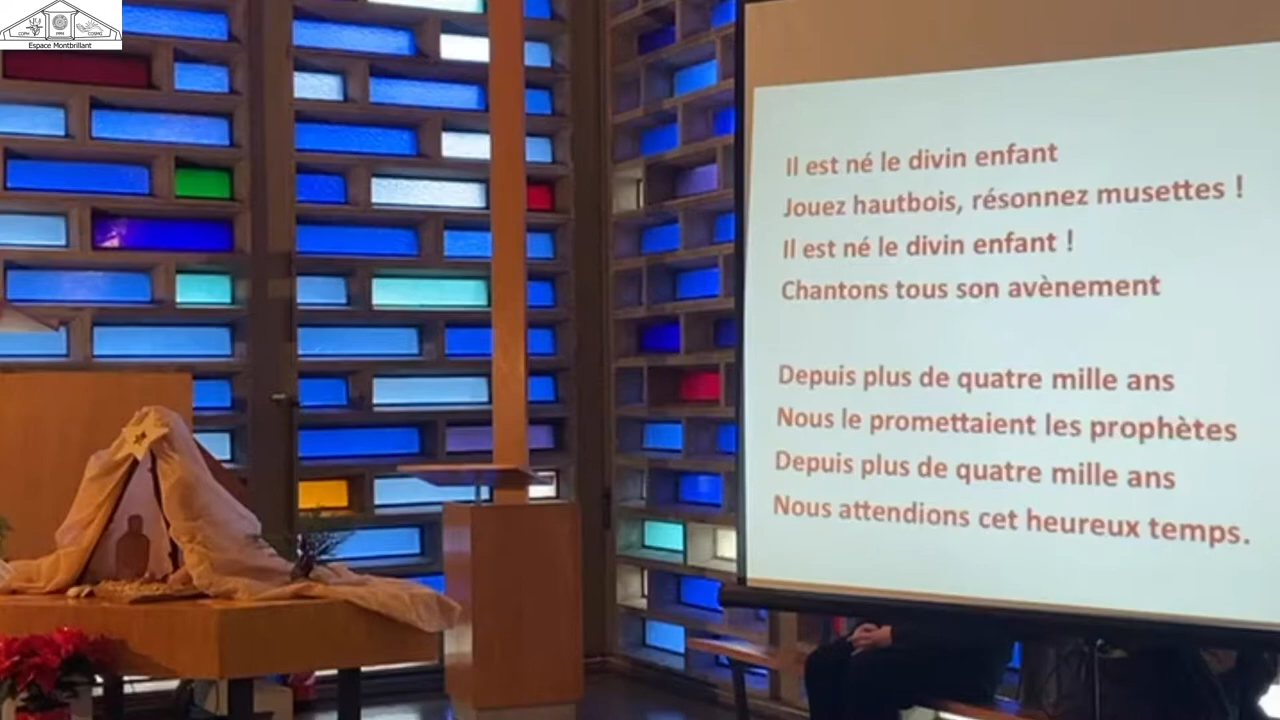 Espace Montbrillant
Il est né le divin enfant
Jouez hautbois, résonnez musettes !
Il est né le divin enfant !
Chantons tous son avènement
Depuis plus de quatre mille ans
Nous le promettaient les prophètes
Depuis plus de quatre mille ans
Nous attendions cet heureux temps.